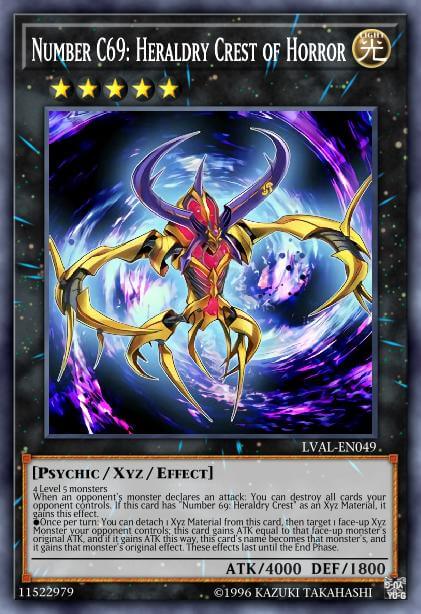 NUMBER C69: HERALDRY CREST OF HORROR
LIGHT
光
LVAL-EN049
[PSYCHIC / XYZ / EFFECT]
4 Level 5 monsters
When an opponent's monster declares an attack: You can destroy all cards your
opponent controls. If this card has "Number 69: Heraldry Crest" as an Xyz Material, it
gains this effect.
●Once per turn: You can detach 1 Xyz Material from this card, then target 1 face-up Xyz
Monster your opponent controls; this card gains ATK equal to that face-up monster's
original ATK, and if it gains ATK this way, this card's name becomes that monster's, and
it gains that monster's original effect. These effects last until the End Phase.
ATK/4000 DEF/1800
11522979
©1996 KAZUKI TAKAHASHI